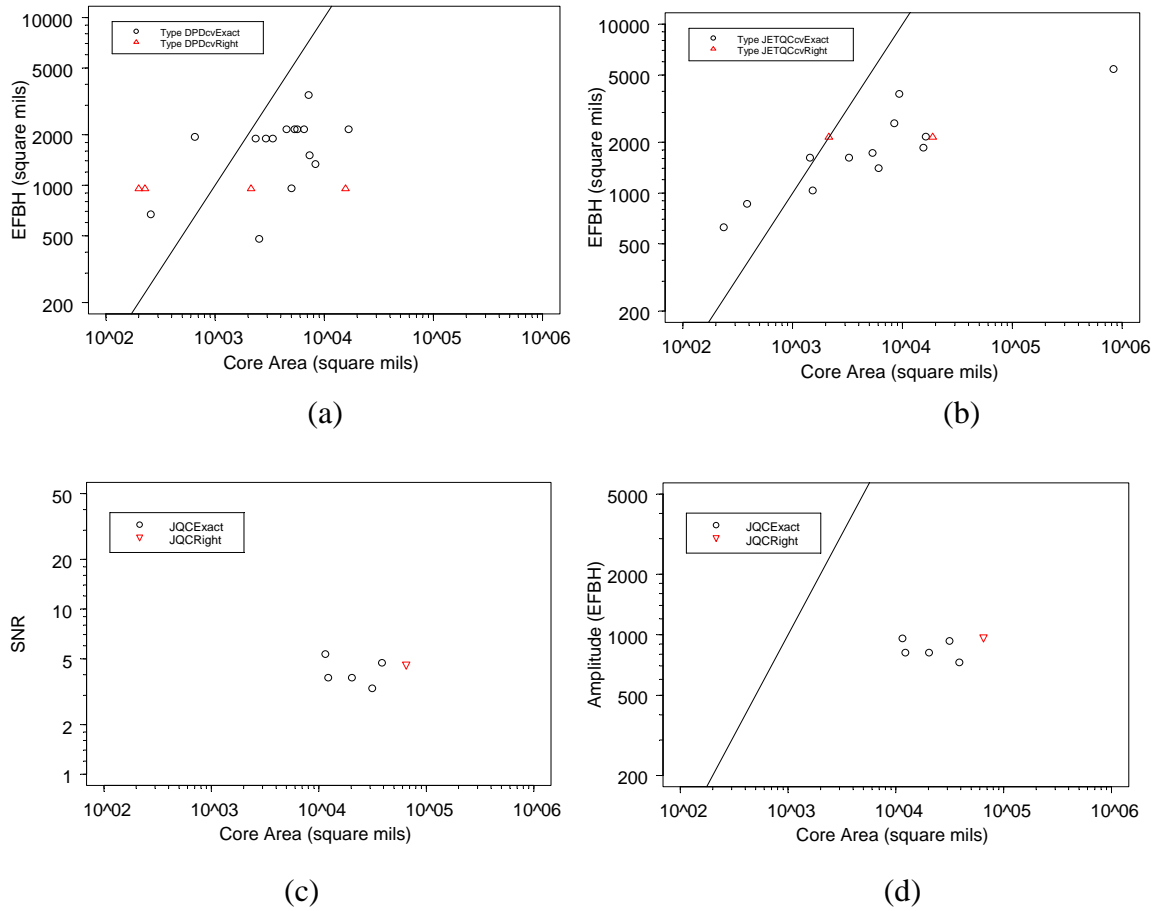 10000
5000
2000
1000
500
200
EFBH (square mils)
Type DPDcvExact
Type DPDcvRight
10^02 10^03 10^04 10^05 10^06
Core Area (square mils)
(a)
10000
5000
2000
1000
500
200
EFBH (square mils)
Type JETQCcvExact
Type JETQCcvRight
10^02 10^03 10^04 10^05 10^06
Core Area (square mils)
(b)
50
20
10
5
2
1
SNR
JQCExact
JQCRight
10^02 10^03 10^04 10^05 10^06
Core Area (square mils)
(c)
5000
2000
1000
500
200
Amplitude (EFBH)
JQCExact
JQCRight
10^02 10^03 10^04 10^05 10^06
Core Area (square mils)
(d)